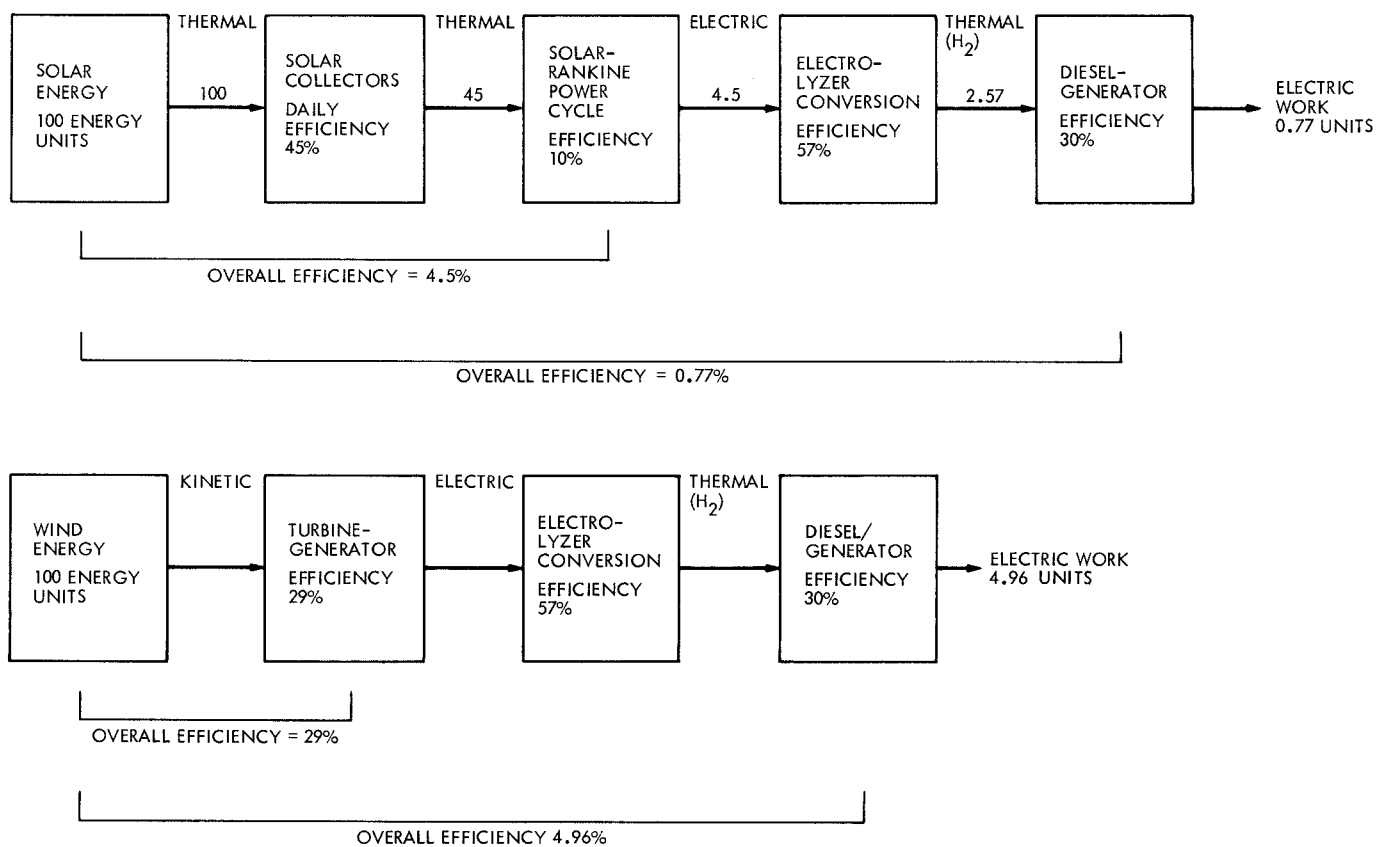 THERMAL
THERMAL
ELECTRIC
THERMAL
(H2)
SOLAR
ENERGY
100 ENERGY
UNITS
100
SOLAR
COLLECTORS
DAILY
EFFICIENCY
45%
45
SOLAR-
RANKINE
POWER
CYCLE
EFFICIENCY
10%
4.5
ELECTRO-
LYZER
CONVERSION
EFFICIENCY
57%
2.57
DIESEL-
GENERATOR
EFFICIENCY
30%
ELECTRIC
WORK
0.77 UNITS
OVERALL EFFICIENCY = 4.5%
OVERALL EFFICIENCY = 0.77%
KINETIC
ELECTRIC
THERMAL
(H2)
WIND
ENERGY
100 ENERGY
UNITS
TURBINE-
GENERATOR
EFFICIENCY
29%
ELECTRO-
LYZER
CONVERSION
EFFICIENCY
57%
DIESEL/
GENERATOR
EFFICIENCY
30%
ELECTRIC WORK
4.96 UNITS
OVERALL EFFICIENCY = 29%
OVERALL EFFICIENCY 4.96%